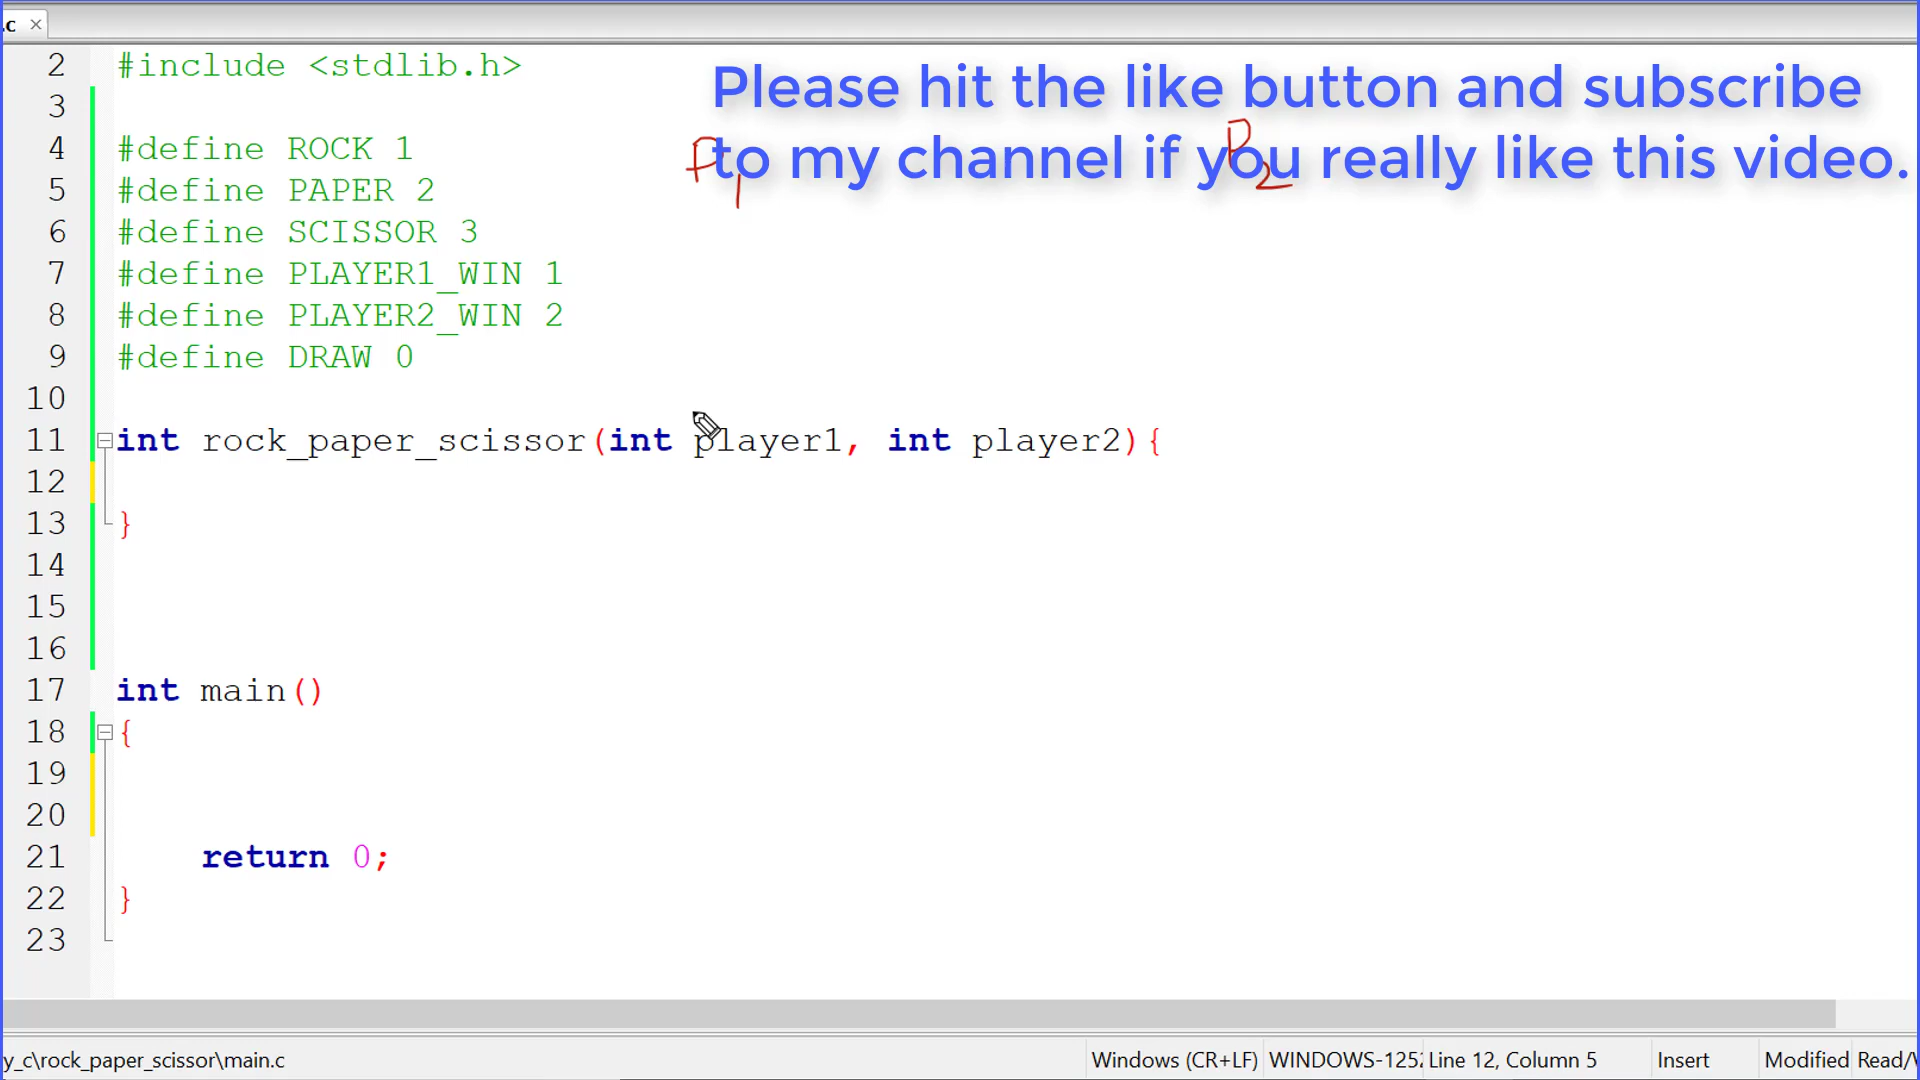 .c ×
Please hit the like button and subscribe
to my channel if you really like this video.
P1 P2
2 #include <stdlib.h>
3
4 #define ROCK 1
5 #define PAPER 2
6 #define SCISSOR 3
7 #define PLAYER1_WIN 1
8 #define PLAYER2_WIN 2
9 #define DRAW 0
10
11 int rock_paper_scissor(int player1, int player2){
12
13 }
14
15
16
17 int main()
18 {
19
20
21 return 0;
22 }
23
y_c\rock_paper_scissor\main.c Windows (CR+LF) WINDOWS-1252 Line 12, Column 5 Insert Modified Read/W